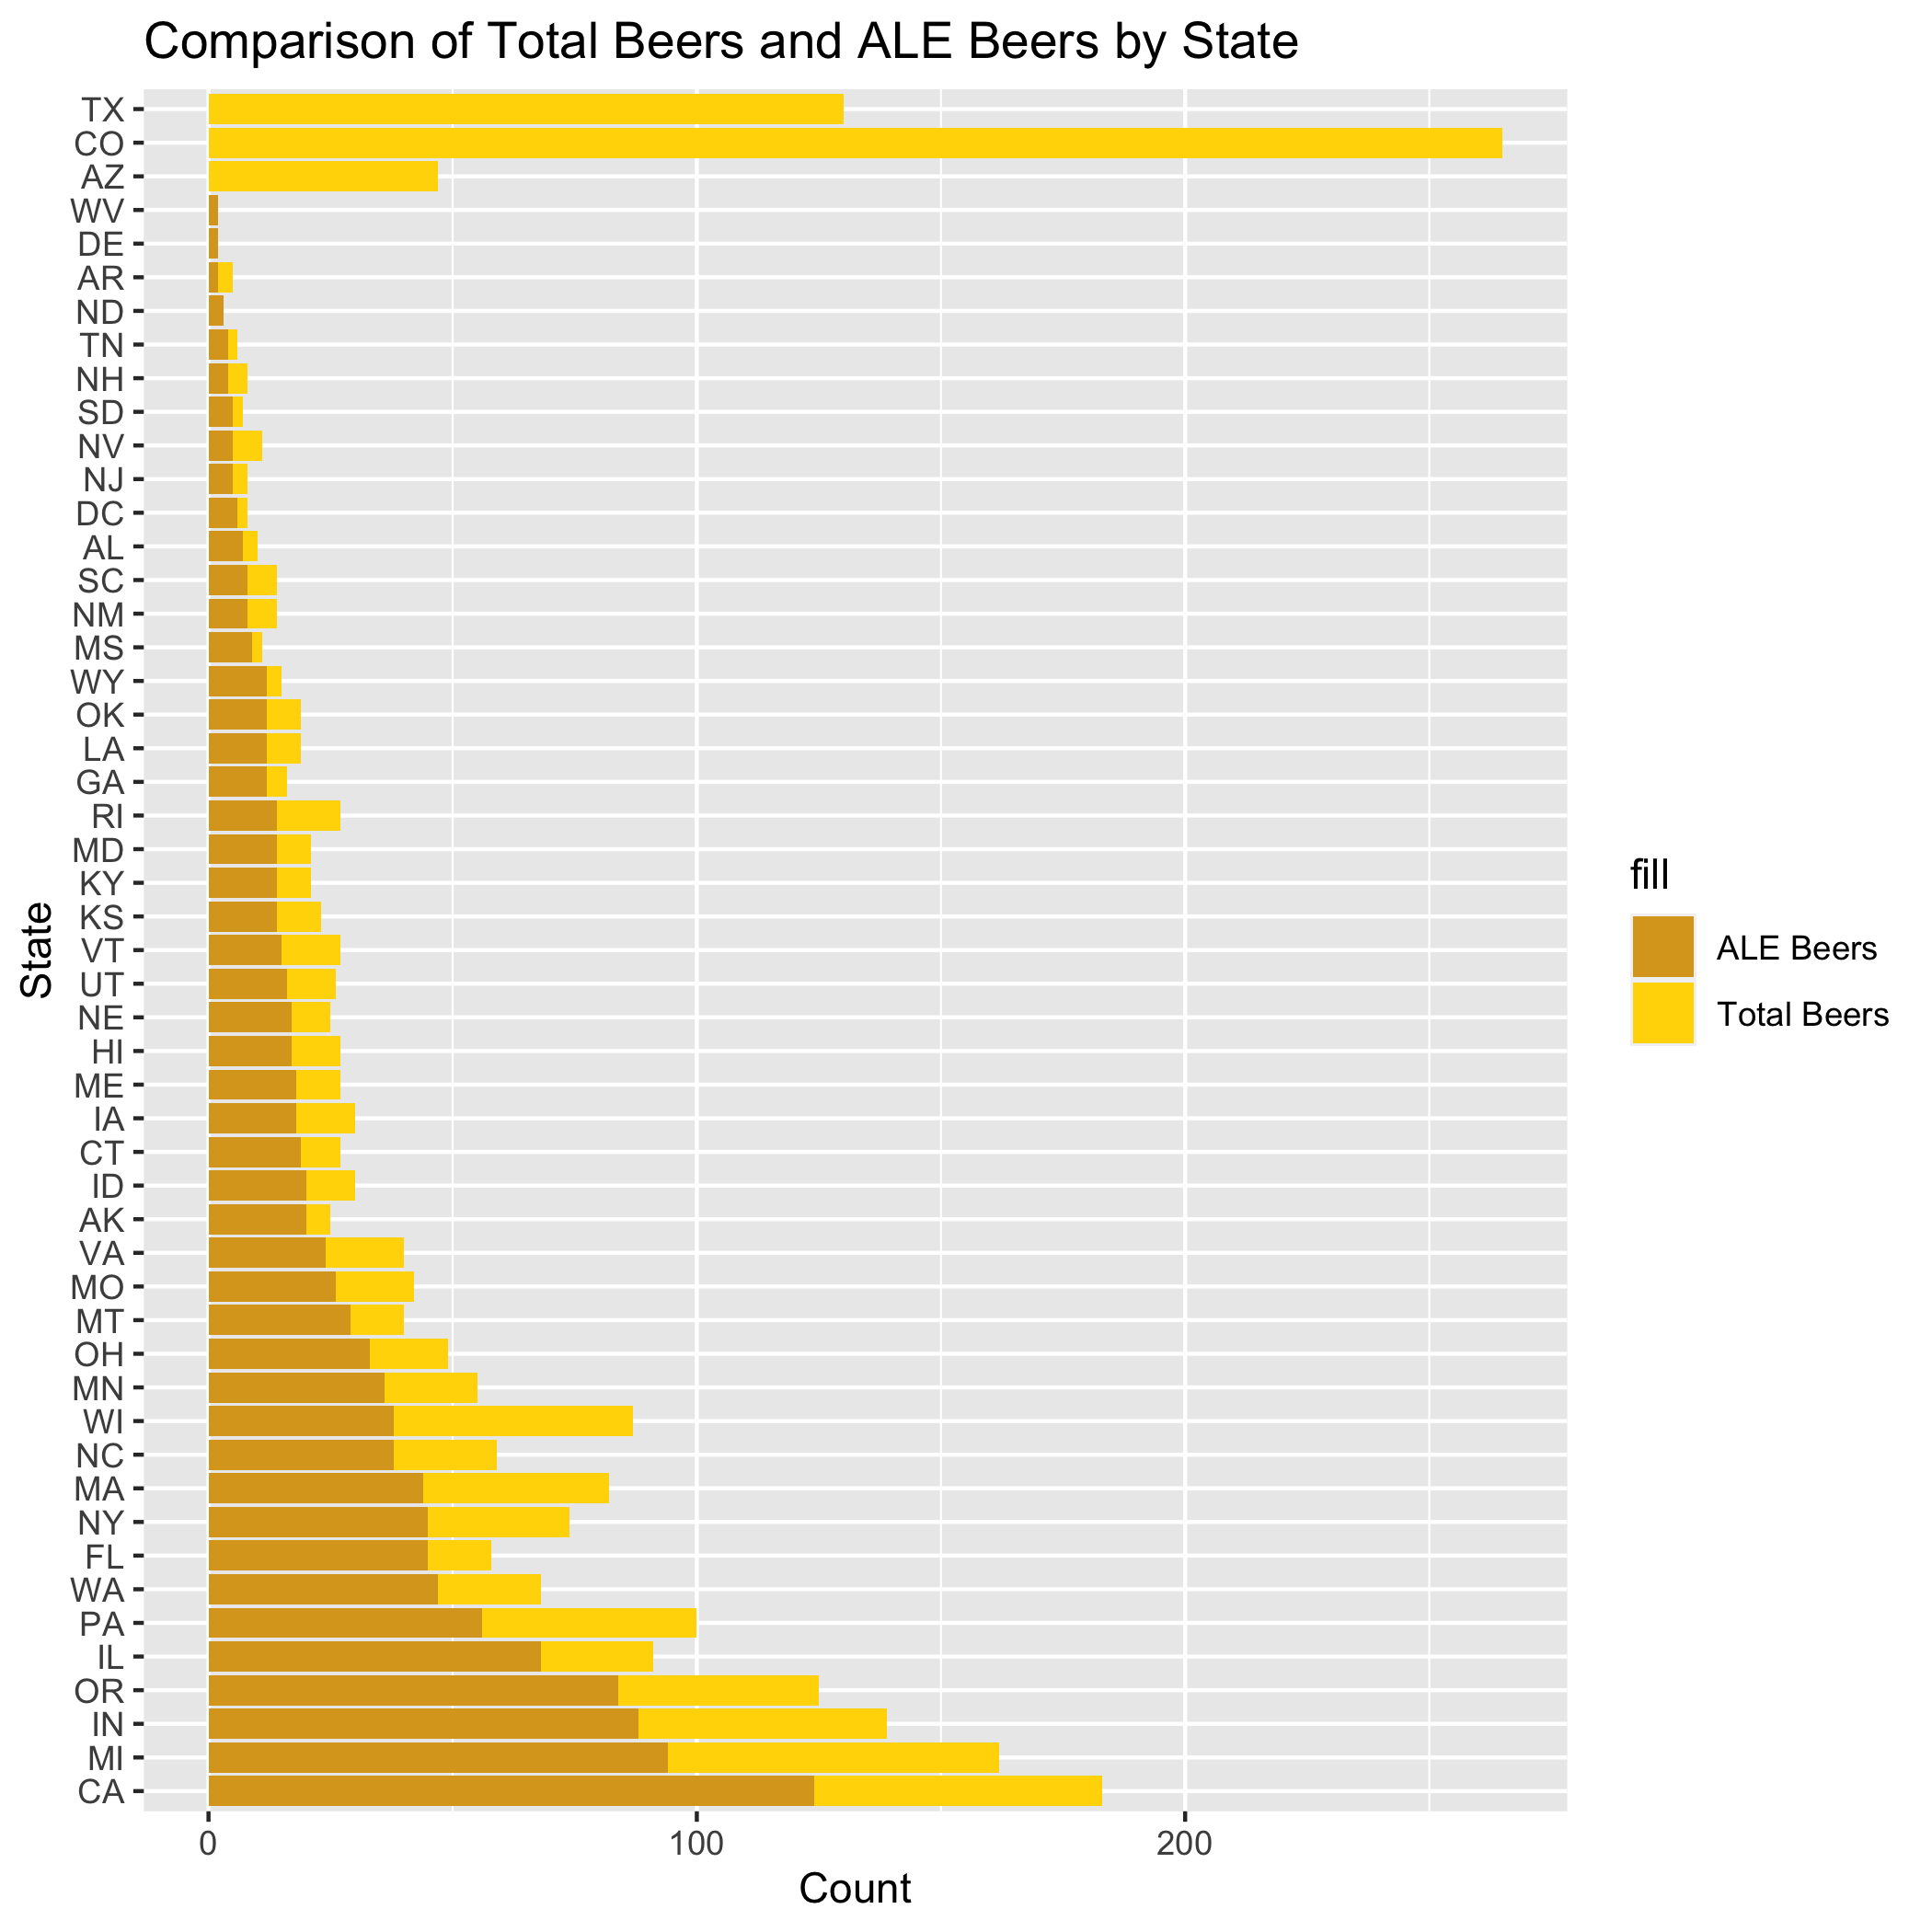 Comparison of Total Beers and ALE Beers by State
TX
CO
AZ
WV
DE
AR
ND
TN
NH
SD
NV
NJ
DC
AL
SC
NM
MS
WY
OK
LA
GA
RI
MD
KY
KS
VT
UT
NE
HI
ME
IA
CT
ID
AK
VA
MO
MT
OH
MN
WI
NC
MA
NY
FL
WA
PA
IL
OR
IN
MI
CA
State
0 100 200
Count
fill
ALE Beers
Total Beers